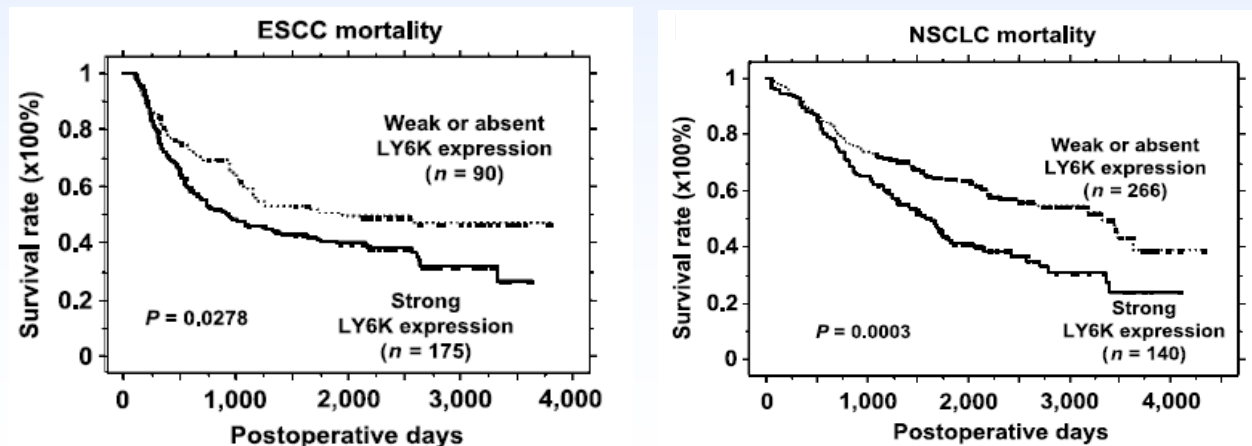 ESCC mortality
Survival rate (x100%)
1
0.8
0.6
0.4
0.2
0
Weak or absent
LY6K expression
(n = 90)
P = 0.0278
Strong
LY6K expression
(n = 175)
0 1,000 2,000 3,000 4,000
Postoperative days
NSCLC mortality
Survival rate (x100%)
1
0.8
0.6
0.4
0.2
0
Weak or absent
LY6K expression
(n = 266)
P = 0.0003
Strong
LY6K expression
(n = 140)
0 1,000 2,000 3,000 4,000
Postoperative days